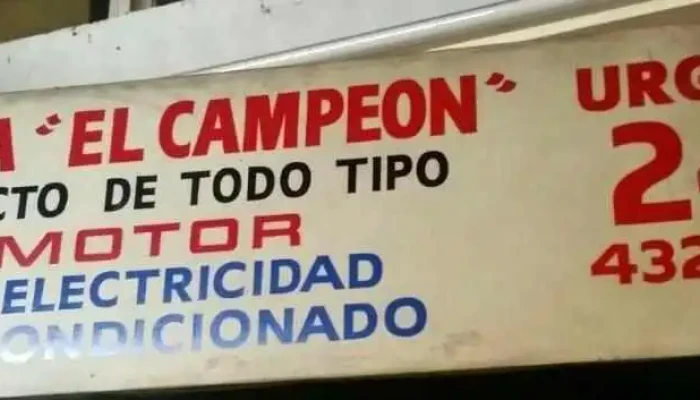 A "EL CAMPEON"
CTO DE TODO TIPO
MOTOR
ELECTRICIDAD
ONDICIONADO
URG
2
432